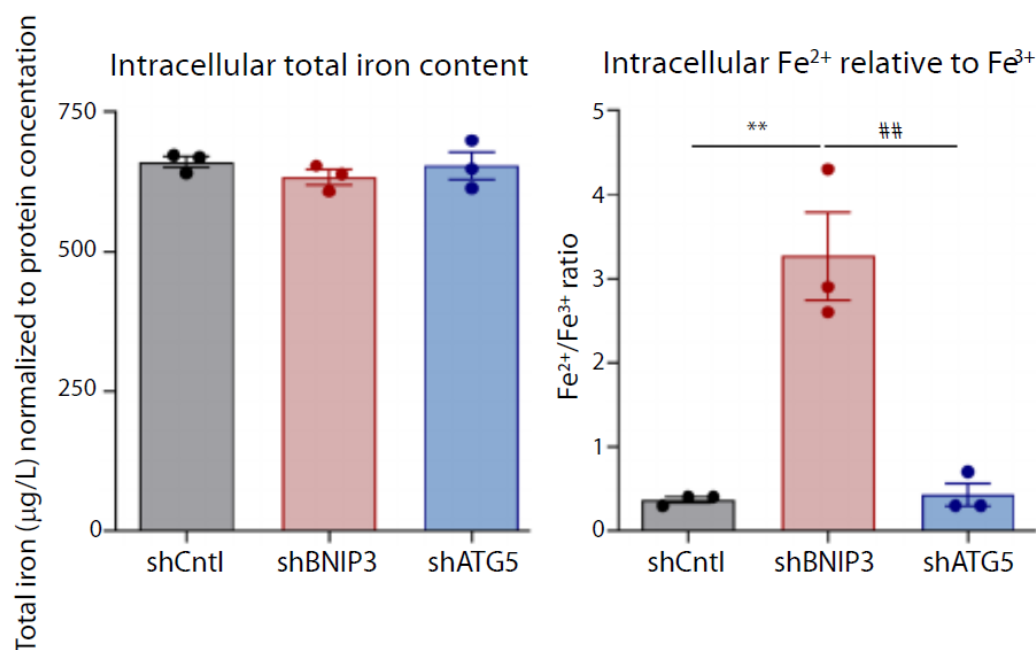 Intracellular total iron content
Total iron (µg/L) normalized to protein concentration
750
500
250
0
shCntl shBNIP3 shATG5
Intracellular Fe²⁺ relative to Fe³⁺
Fe²⁺/Fe³⁺ ratio
5
4
3
2
1
0
** ##
shCntl shBNIP3 shATG5